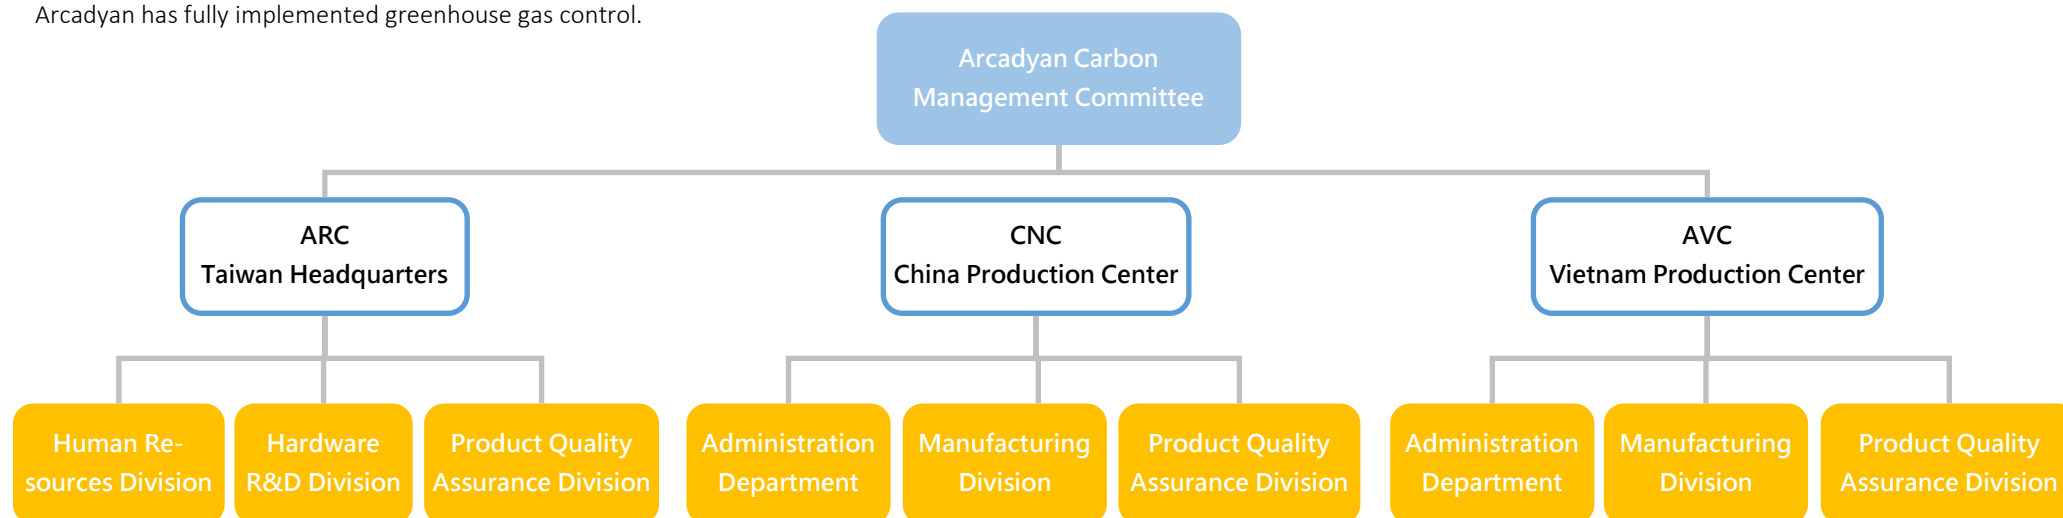 Arcadyan has fully implemented greenhouse gas control.
Arcadyan Carbon
Management Committee
ARC
Taiwan Headquarters
CNC
China Production Center
AVC
Vietnam Production Center
Human Re-
sources Division
Hardware
R&D Division
Product Quality
Assurance Division
Administration
Department
Manufacturing
Division
Product Quality
Assurance Division
Administration
Department
Manufacturing
Division
Product Quality
Assurance Division